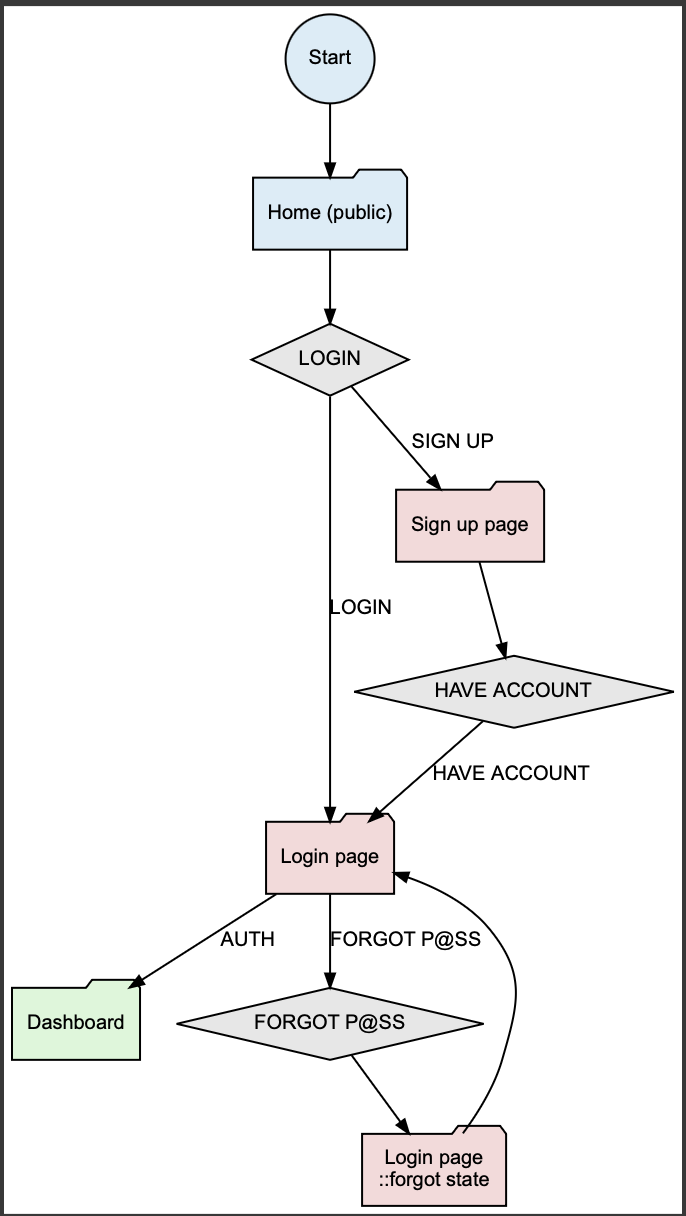 Start
Home (public)
LOGIN
SIGN UP
Sign up page
LOGIN
HAVE ACCOUNT
HAVE ACCOUNT
Login page
AUTH
FORGOT P@SS
Dashboard
FORGOT P@SS
Login page
::forgot state